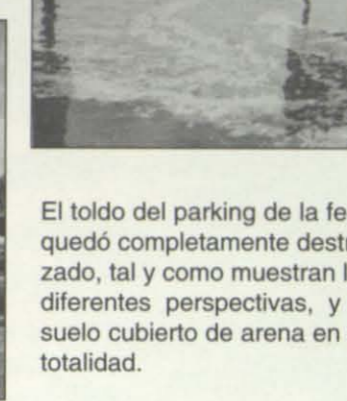 El toldo del parking de la fe
quedó completamente destr
zado, tal y como muestran l
diferentes perspectivas, y
suelo cubierto de arena en
totalidad.